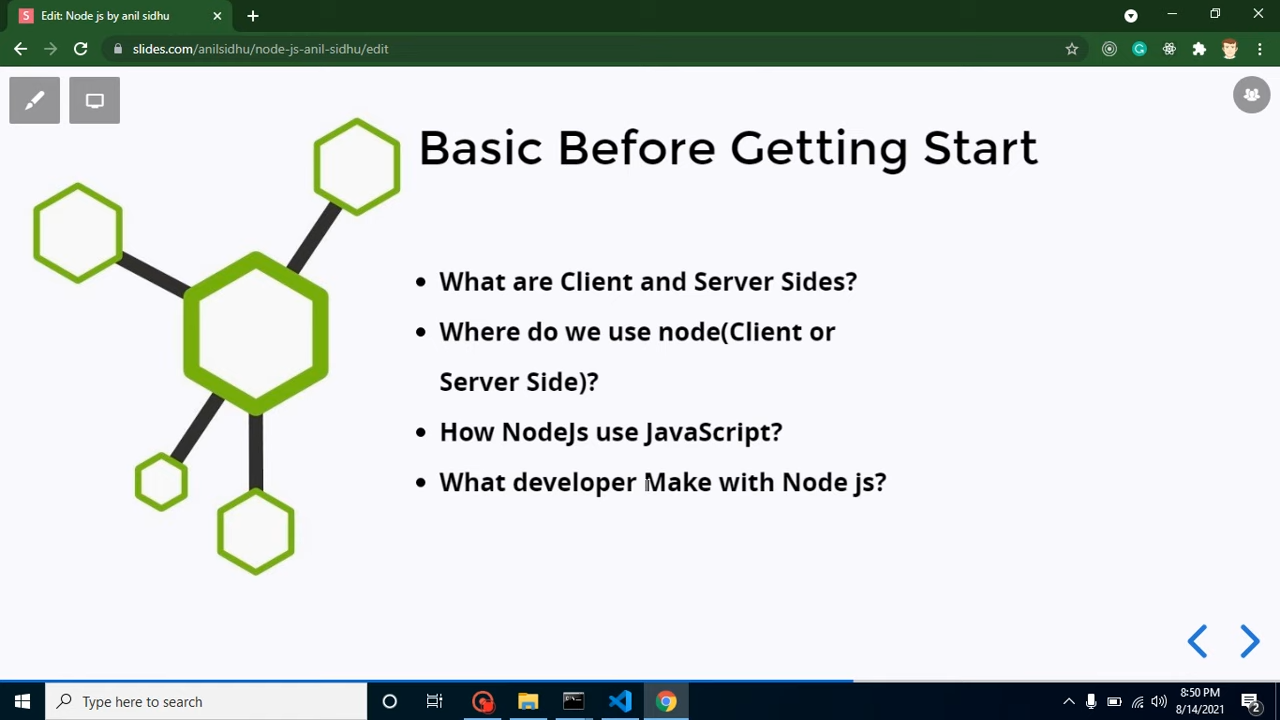 Edit: Node js by anil sidhu
slides.com/anilsidhu/node-js-anil-sidhu/edit
Basic Before Getting Start
What are Client and Server Sides?
Where do we use node(Client or
Server Side)?
How NodeJs use JavaScript?
What developer Make with Node js?
Type here to search
8:50 PM
8/14/2021
2